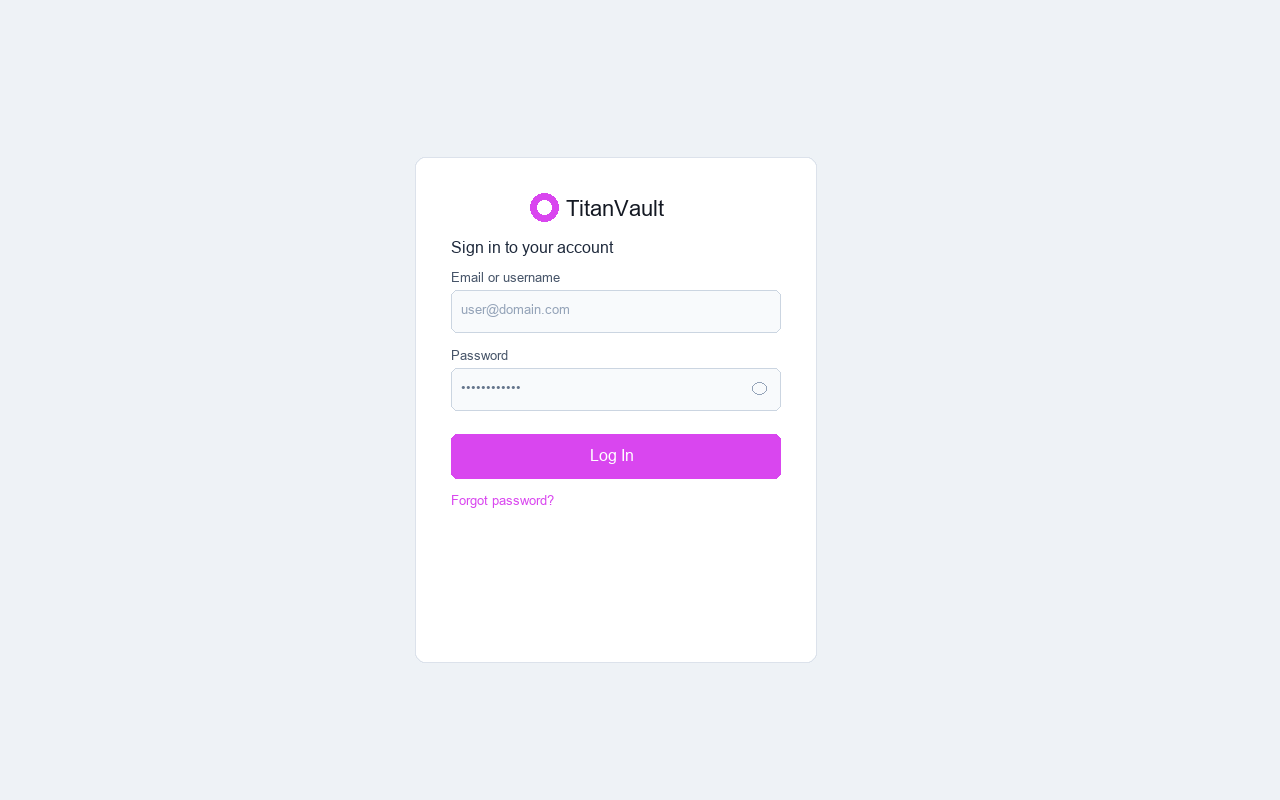 TitanVault
Sign in to your account
Email or username
user@domain.com
Password
••••••••••••
Log In
Forgot password?